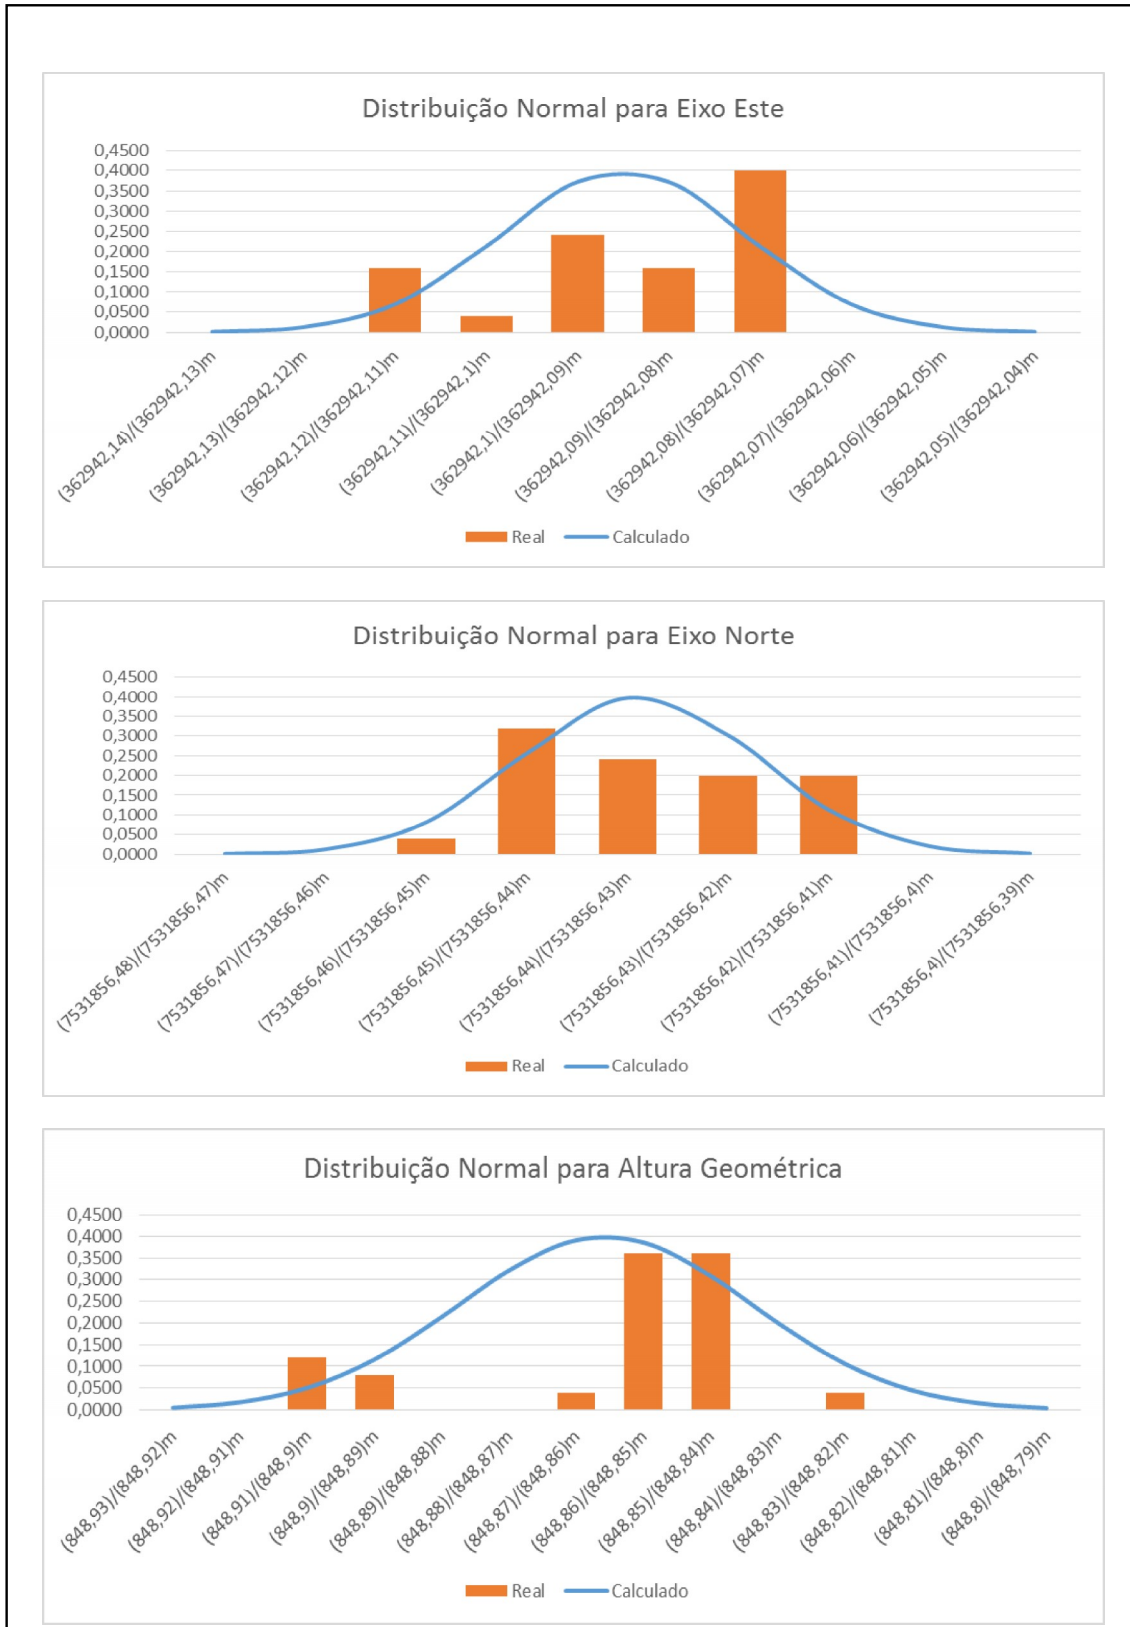 Distribuição Normal para Eixo Este
0,4500
0,4000
0,3500
0,3000
0,2500
0,2000
0,1500
0,1000
0,0500
0,0000
(362942,14)/(362942,13)m
(362942,13)/(362942,12)m
(362942,12)/(362942,11)m
(362942,11)/(362942,1)m
(362942,1)/(362942,09)m
(362942,09)/(362942,08)m
(362942,08)/(362942,07)m
(362942,07)/(362942,06)m
(362942,06)/(362942,05)m
(362942,05)/(362942,04)m
Real Calculado
Distribuição Normal para Eixo Norte
0,4500
0,4000
0,3500
0,3000
0,2500
0,2000
0,1500
0,1000
0,0500
0,0000
(7531856,48)/(7531856,47)m
(7531856,47)/(7531856,46)m
(7531856,46)/(7531856,45)m
(7531856,45)/(7531856,44)m
(7531856,44)/(7531856,43)m
(7531856,43)/(7531856,42)m
(7531856,42)/(7531856,41)m
(7531856,41)/(7531856,4)m
(7531856,4)/(7531856,39)m
Real Calculado
Distribuição Normal para Altura Geométrica
0,4500
0,4000
0,3500
0,3000
0,2500
0,2000
0,1500
0,1000
0,0500
0,0000
(848,93)/(848,92)m
(848,92)/(848,91)m
(848,91)/(848,9)m
(848,9)/(848,89)m
(848,89)/(848,88)m
(848,88)/(848,87)m
(848,87)/(848,86)m
(848,86)/(848,85)m
(848,85)/(848,84)m
(848,84)/(848,83)m
(848,83)/(848,82)m
(848,82)/(848,81)m
(848,81)/(848,8)m
(848,8)/(848,79)m
Real Calculado